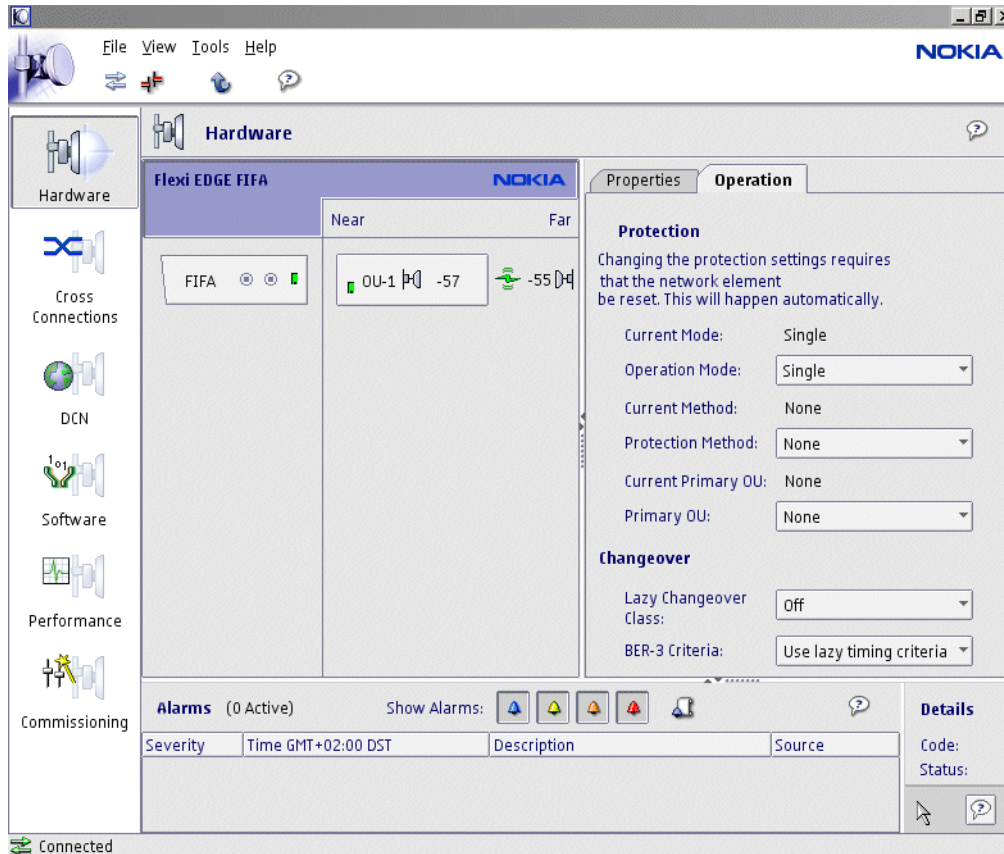 File View Tools Help
NOKIA
Hardware
Hardware
Cross
Connections
DCN
1 01
Software
Performance
Commissioning
Flexi EDGE FIFA
NOKIA
Near Far
FIFA
OU-1 -57
-55
Properties Operation
Protection
Changing the protection settings requires
that the network element
be reset. This will happen automatically.
Current Mode: Single
Operation Mode: Single
Current Method: None
Protection Method: None
Current Primary OU: None
Primary OU: None
Changeover
Lazy Changeover
Class:
Off
BER-3 Criteria: Use lazy timing criteria
Alarms (0 Active) Show Alarms:
Severity Time GMT+02:00 DST Description Source
Details
Code:
Status:
Connected